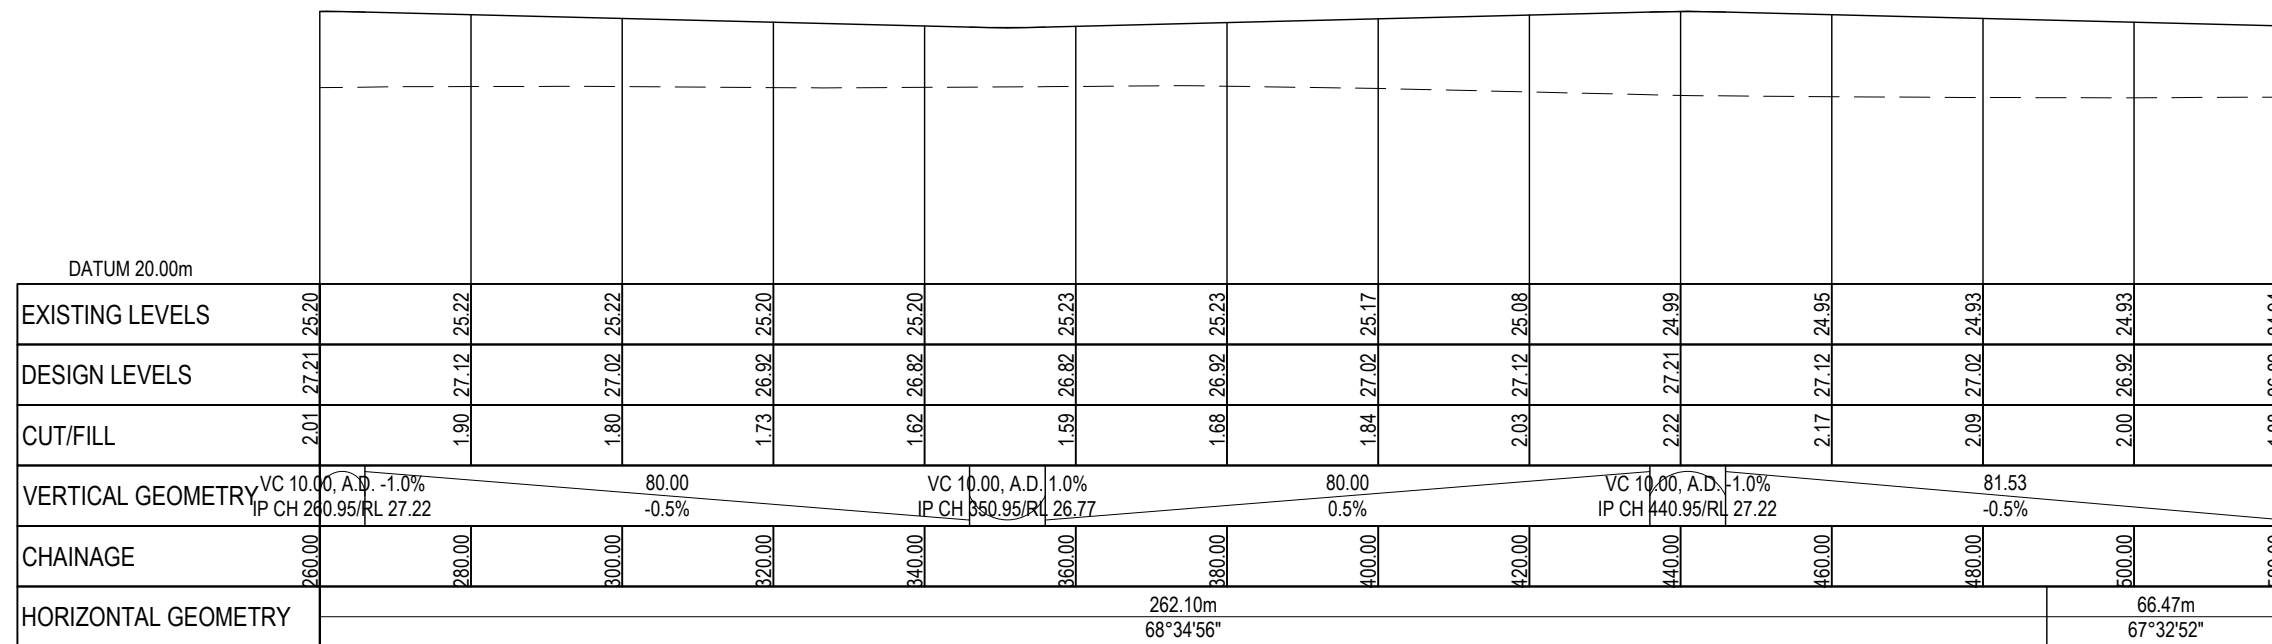 DATUM 20.00m
EXISTING LEVELS 25.20 25.22 25.22 25.20 25.20 25.23 25.23 25.17 25.08 24.99 24.95 24.93 24.93
DESIGN LEVELS 27.21 27.12 27.02 26.92 26.82 26.82 26.92 27.02 27.12 27.21 27.12 27.02 26.92
CUT/FILL 2.01 1.90 1.80 1.73 1.62 1.59 1.68 1.84 2.03 2.22 2.17 2.09 2.00
VERTICAL GEOMETRY
VC 10.00, A.D. -1.0%
IP CH 260.95/RL 27.22
80.00
-0.5%
VC 10.00, A.D. 1.0%
IP CH 350.95/RL 26.77
80.00
0.5%
VC 10.00, A.D. -1.0%
IP CH 440.95/RL 27.22
81.53
-0.5%
CHAINAGE 260.00 280.00 300.00 320.00 340.00 360.00 380.00 400.00 420.00 440.00 460.00 480.00 500.00
HORIZONTAL GEOMETRY
262.10m
68°34'56"
66.47m
67°32'52"